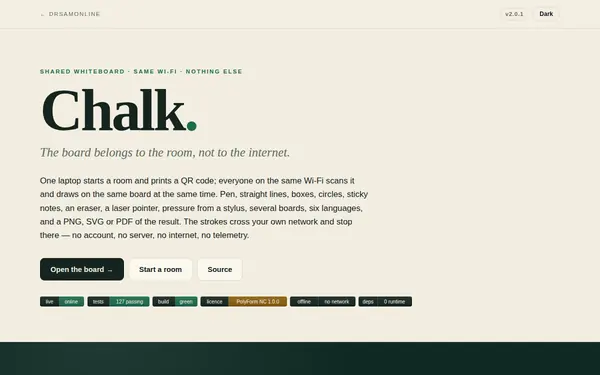 ← DRSAMONLINE
v2.0.1
Dark
SHARED WHITEBOARD · SAME WI-FI · NOTHING ELSE
Chalk.
The board belongs to the room, not to the internet.
One laptop starts a room and prints a QR code; everyone on the same Wi-Fi scans it
and draws on the same board at the same time. Pen, straight lines, boxes, circles, sticky
notes, an eraser, a laser pointer, pressure from a stylus, several boards, six languages,
and a PNG, SVG or PDF of the result. The strokes cross your own network and stop
there — no account, no server, no internet, no telemetry.
Open the board → Start a room Source
live online tests 127 passing build green licence PolyForm NC 1.0.0 offline no network deps 0 runtime